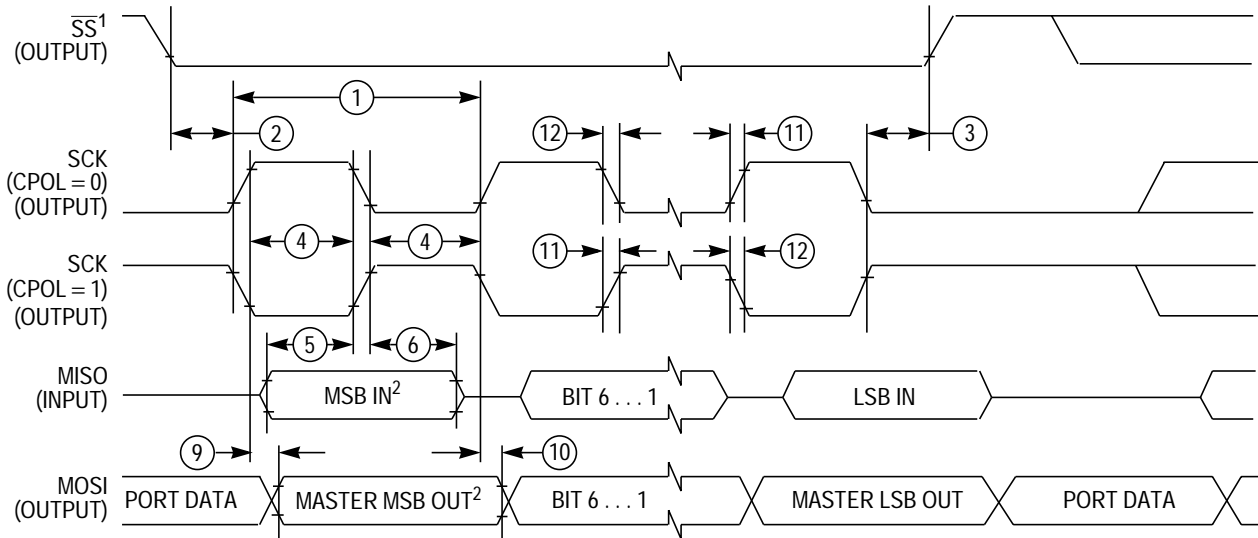 SS¹
(OUTPUT)
1
2
12
11
3
SCK
(CPOL = 0)
(OUTPUT)
4
4
SCK
(CPOL = 1)
(OUTPUT)
11
12
5
6
MISO
(INPUT)
MSB IN²
BIT 6 . . . 1
LSB IN
9
10
MOSI
(OUTPUT)
PORT DATA
MASTER MSB OUT²
BIT 6 . . . 1
MASTER LSB OUT
PORT DATA